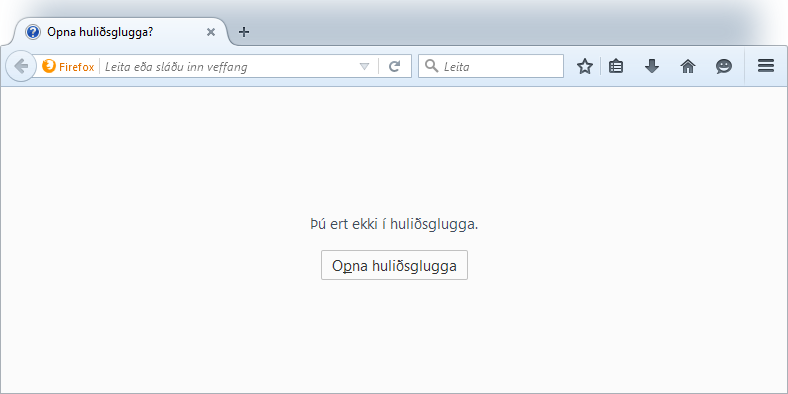 Opna huliðsglugga?
Firefox
Leita eða sláðu inn veffang
Leita
Þú ert ekki í huliðsglugga.
Opna huliðsglugga